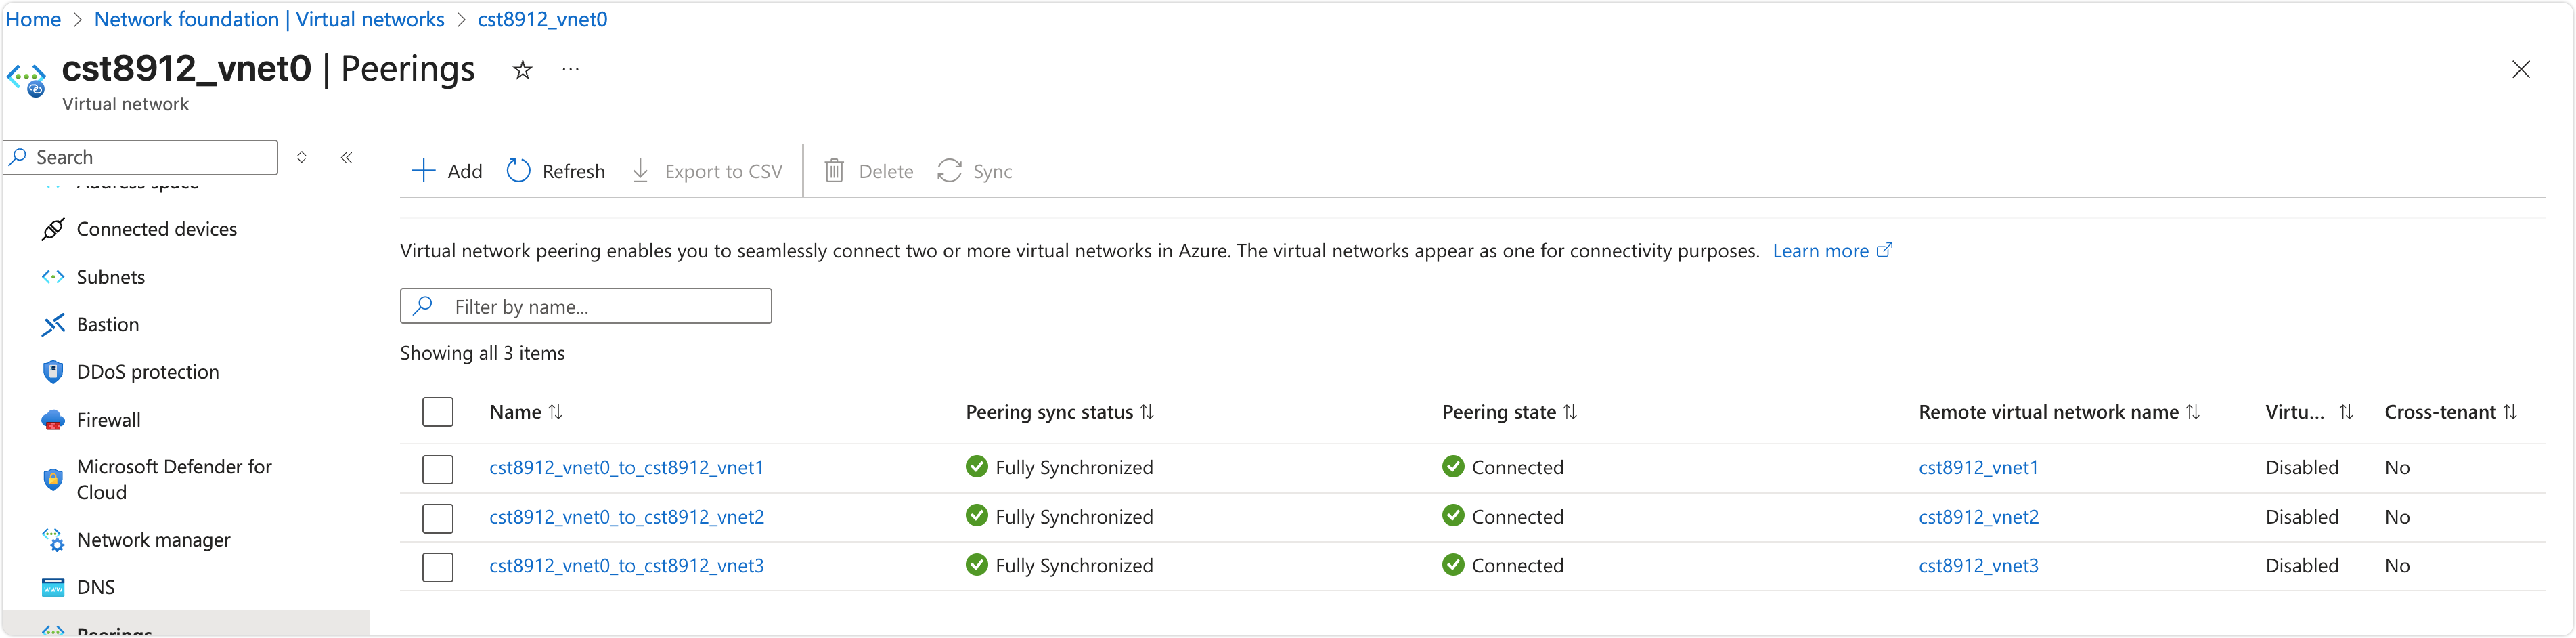 Home > Network foundation | Virtual networks > cst8912_vnet0
cst8912_vnet0 | Peerings
Virtual network
Search
Add
Refresh
Export to CSV
Delete
Sync
Address space
Connected devices
Subnets
Bastion
DDoS protection
Firewall
Microsoft Defender for
Cloud
Network manager
DNS
Peerings
Virtual network peering enables you to seamlessly connect two or more virtual networks in Azure. The virtual networks appear as one for connectivity purposes. Learn more
Filter by name...
Showing all 3 items
Name Peering sync status Peering state Remote virtual network name Virtu... Cross-tenant
cst8912_vnet0_to_cst8912_vnet1 Fully Synchronized Connected cst8912_vnet1 Disabled No
cst8912_vnet0_to_cst8912_vnet2 Fully Synchronized Connected cst8912_vnet2 Disabled No
cst8912_vnet0_to_cst8912_vnet3 Fully Synchronized Connected cst8912_vnet3 Disabled No